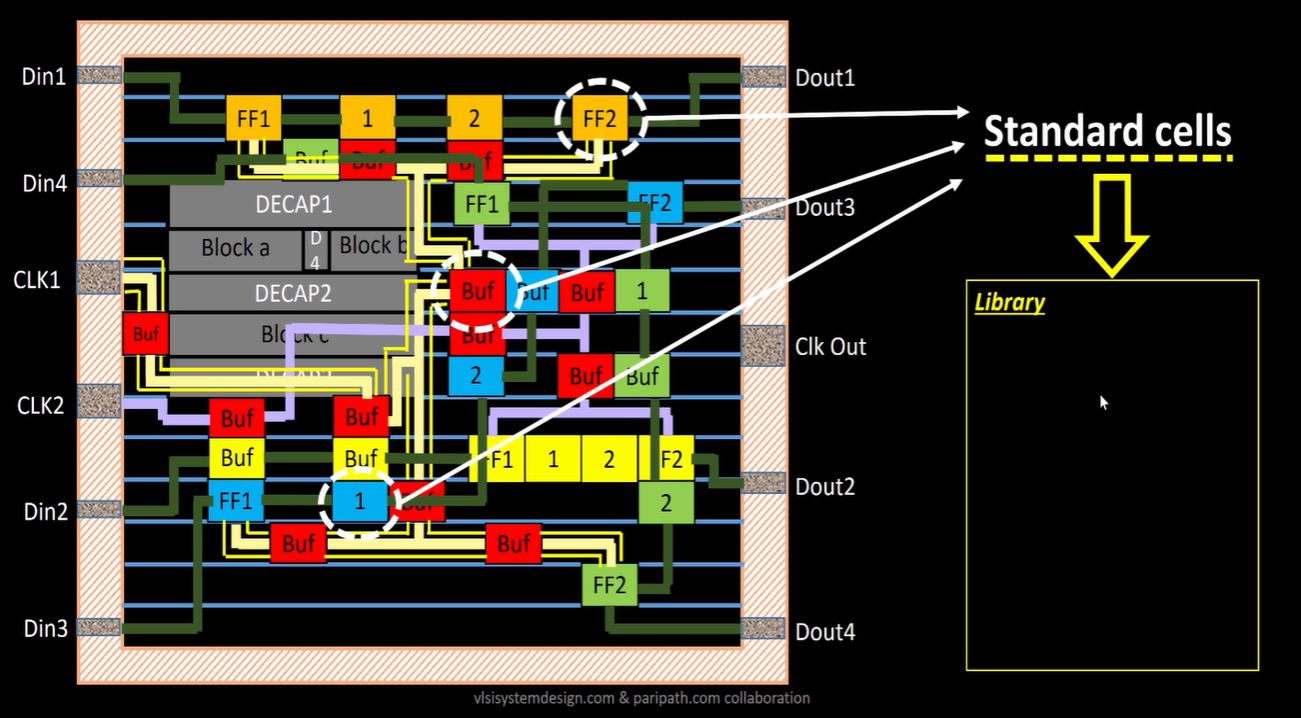 Din1
Dout1
FF1
1
2
FF2
Standard cells
Buf
Buf
Buf
Din4
DECAP1
FF1
FF2
Dout3
Block a
D
4
Block b
CLK1
DECAP2
Buf
Buf
Buf
1
Library
Buf
Block c
Buf
Clk Out
2
Buf
Buf
CLK2
Buf
Buf
Buf
Buf
F1
1
2
F2
Din2
FF1
1
Buf
2
Dout2
Buf
Buf
FF2
Din3
Dout4
vlsisystemdesign.com & paripath.com collaboration